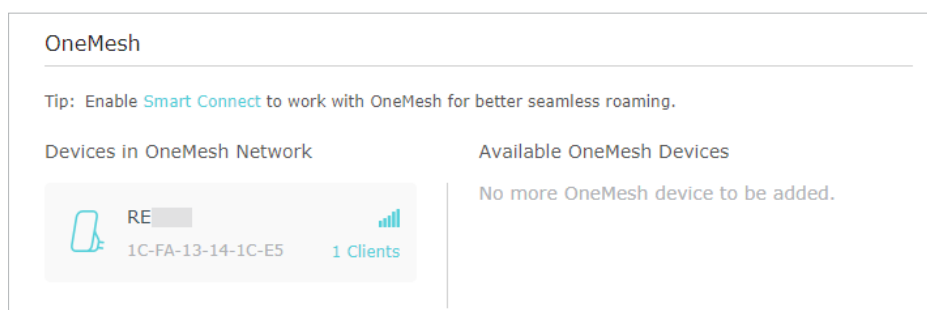 OneMesh
Tip: Enable Smart Connect to work with OneMesh for better seamless roaming.
Devices in OneMesh Network
Available OneMesh Devices
No more OneMesh device to be added.
RE
1C-FA-13-14-1C-E5
1 Clients